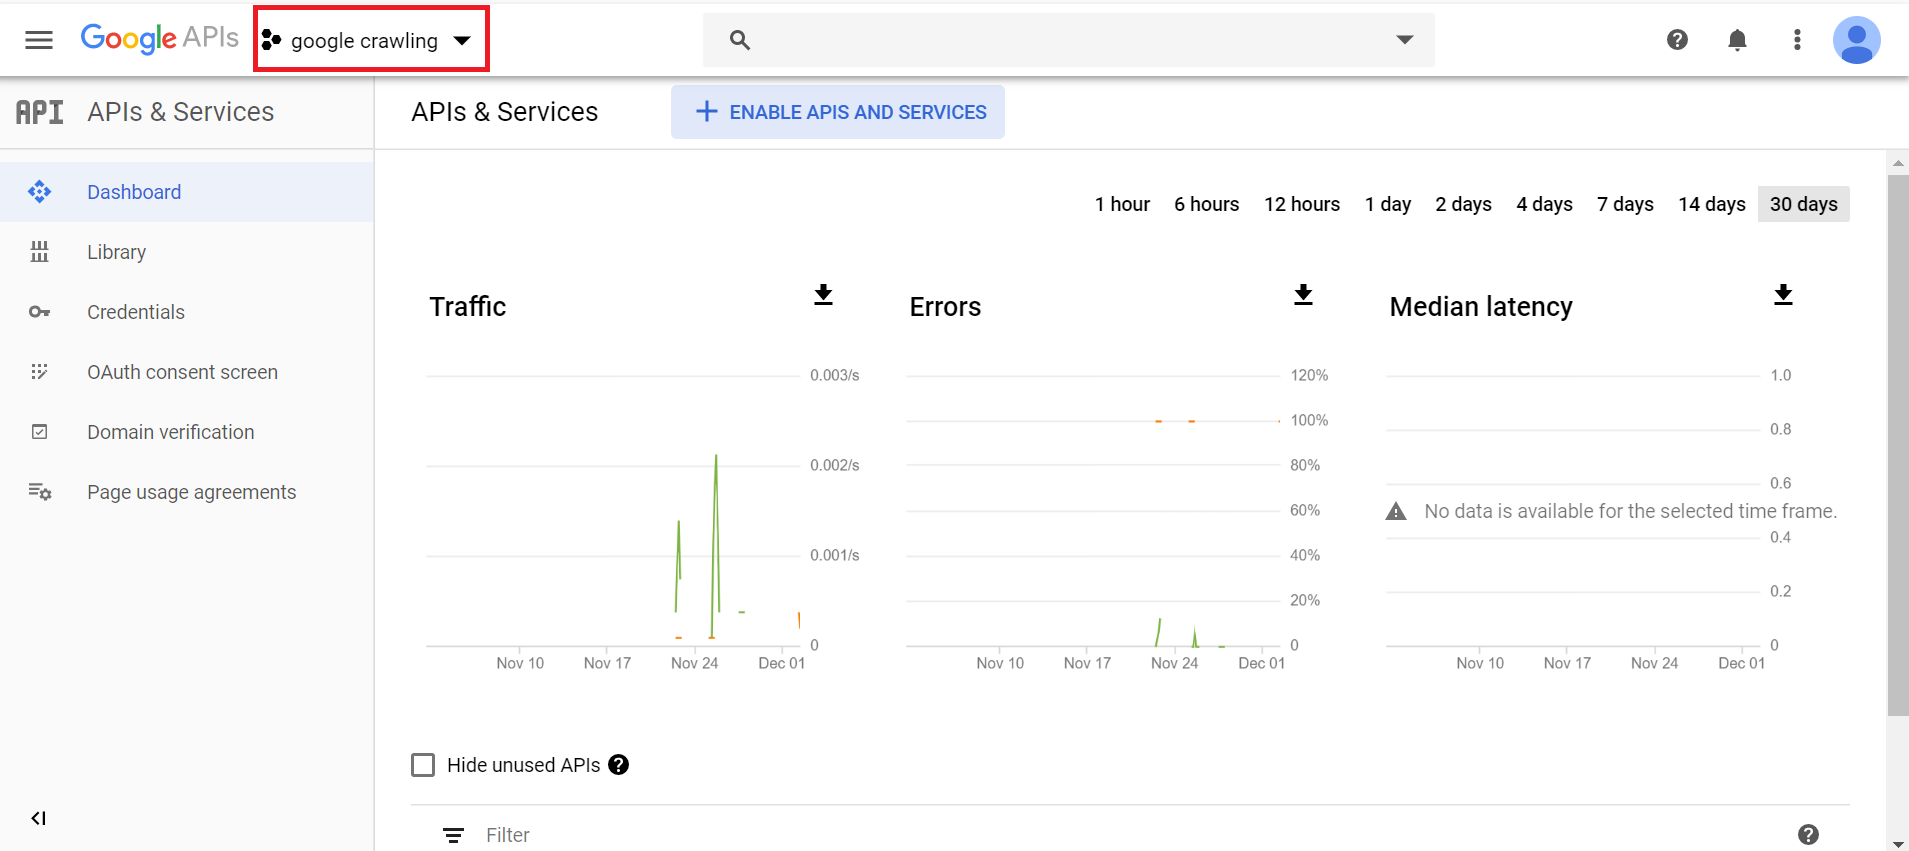 Google APIs google crawling
API APIs & Services
APIs & Services
ENABLE APIS AND SERVICES
Dashboard
Library
Credentials
OAuth consent screen
Domain verification
Page usage agreements
1 hour 6 hours 12 hours 1 day 2 days 4 days 7 days 14 days 30 days
Traffic
0.003/s
0.002/s
0.001/s
0
Nov 10 Nov 17 Nov 24 Dec 01
Errors
120%
100%
80%
60%
40%
20%
0
Nov 10 Nov 17 Nov 24 Dec 01
Median latency
1.0
0.8
0.6
No data is available for the selected time frame.
0.4
0.2
0
Nov 10 Nov 17 Nov 24 Dec 01
Hide unused APIs
Filter